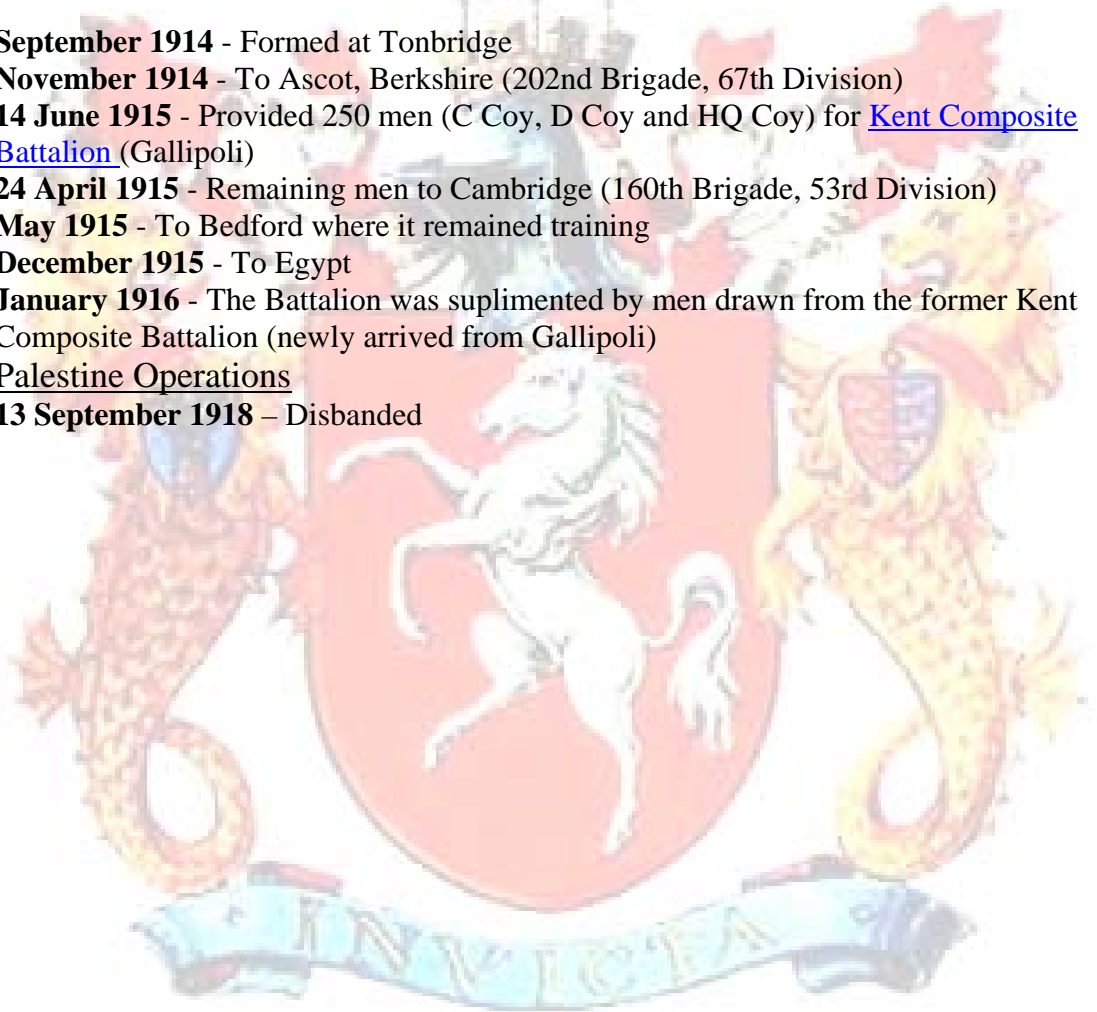 September 1914 - Formed at Tonbridge
November 1914 - To Ascot, Berkshire (202nd Brigade, 67th Division)
14 June 1915 - Provided 250 men (C Coy, D Coy and HQ Coy) for Kent Composite
Battalion (Gallipoli)
24 April 1915 - Remaining men to Cambridge (160th Brigade, 53rd Division)
May 1915 - To Bedford where it remained training
December 1915 - To Egypt
January 1916 - The Battalion was suplimented by men drawn from the former Kent
Composite Battalion (newly arrived from Gallipoli)
Palestine Operations
13 September 1918 – Disbanded
INVICTA